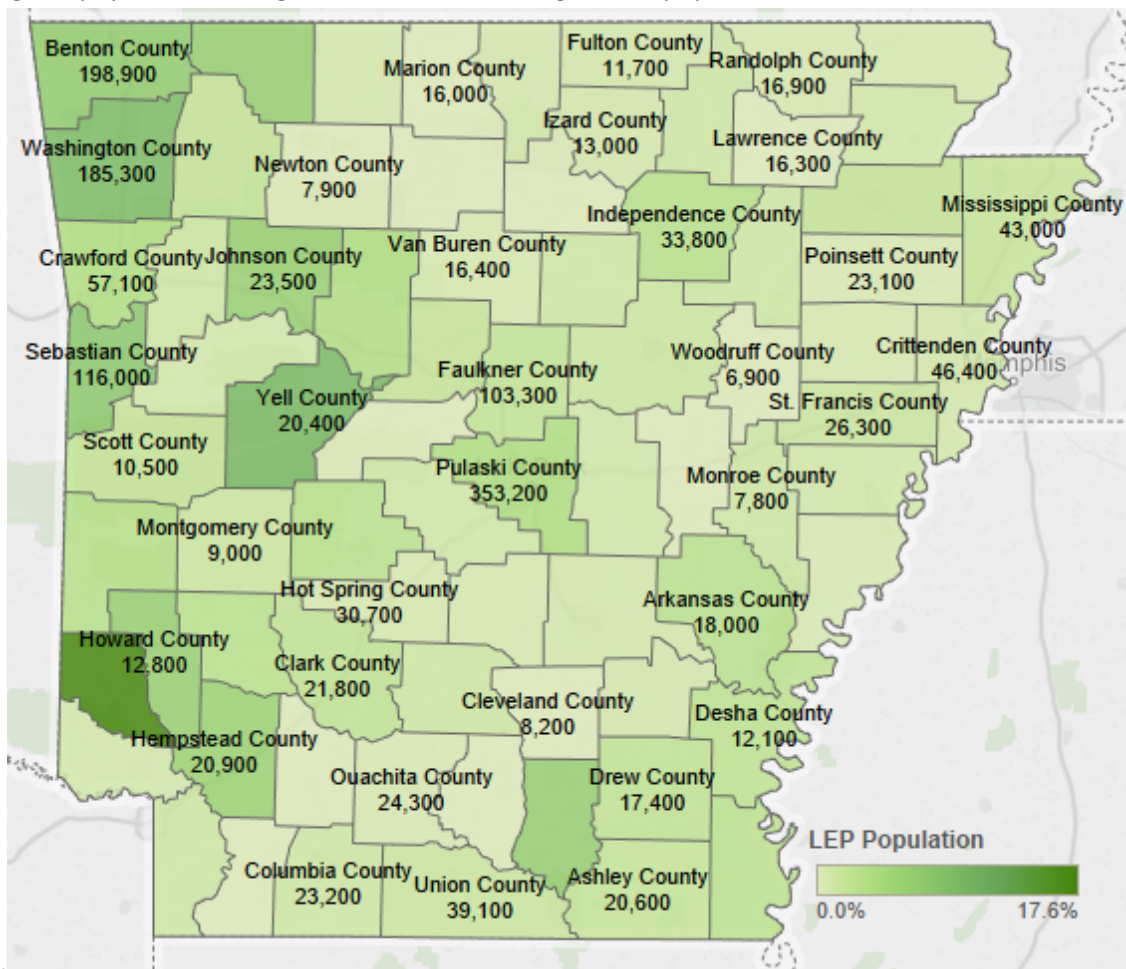 Benton County
198,900
Marion County
16,000
Fulton County
11,700
Randolph County
16,900
Izard County
13,000
Lawrence County
16,300
Washington County
185,300
Newton County
7,900
Independence County
33,800
Mississippi County
43,000
Crawford County
57,100
Johnson County
23,500
Van Buren County
16,400
Poinsett County
23,100
Sebastian County
116,000
Yell County
20,400
Faulkner County
103,300
Woodruff County
6,900
Crittenden County
46,400
Memphis
St. Francis County
26,300
Scott County
10,500
Pulaski County
353,200
Monroe County
7,800
Montgomery County
9,000
Hot Spring County
30,700
Arkansas County
18,000
Howard County
12,800
Clark County
21,800
Cleveland County
8,200
Desha County
12,100
Hempstead County
20,900
Ouachita County
24,300
Drew County
17,400
Columbia County
23,200
Union County
39,100
Ashley County
20,600
LEP Population
0.0%
17.6%